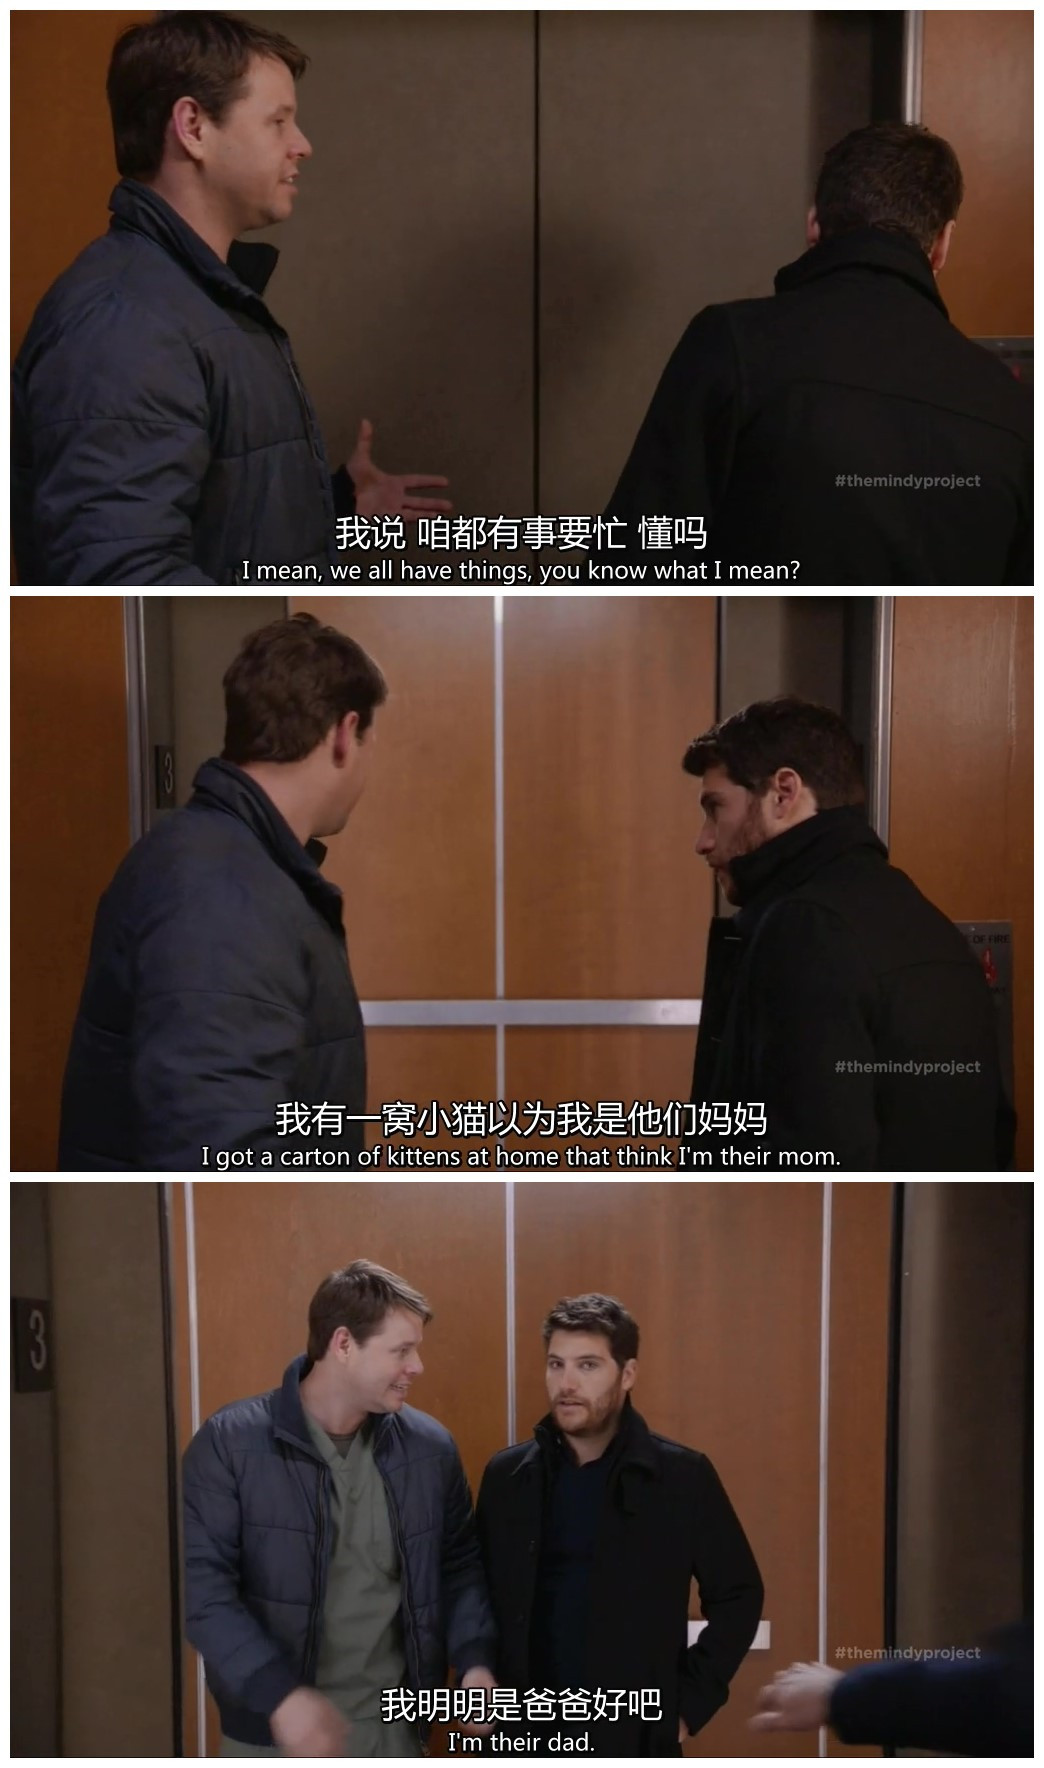 #themindyproject
我说 咱都有事要忙 懂吗
I mean, we all have things, you know what I mean?
3
OF FIRE
#themindyproject
我有一窝小猫以为我是他们妈妈
I got a carton of kittens at home that think I'm their mom.
3
#themindyproject
我明明是爸爸好吧
I'm their dad.